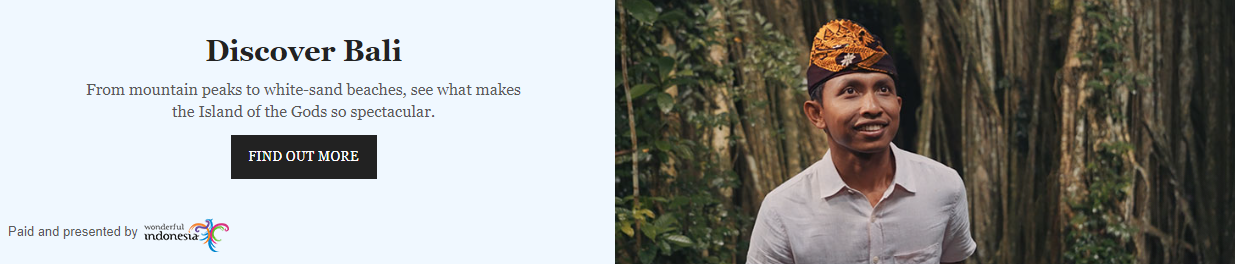 Discover Bali
From mountain peaks to white-sand beaches, see what makes
the Island of the Gods so spectacular.
FIND OUT MORE
Paid and presented by
wonderful
indonesia